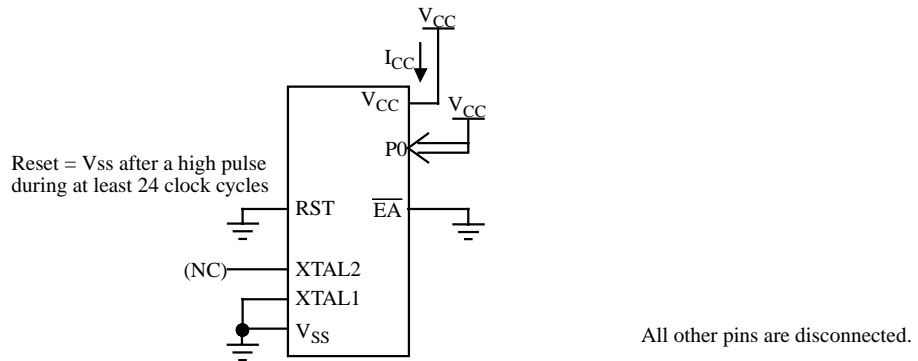 VCC
ICC
VCC
VCC
P0
Reset = Vss after a high pulse
during at least 24 clock cycles
RST
EA
(NC)
XTAL2
XTAL1
VSS
All other pins are disconnected.